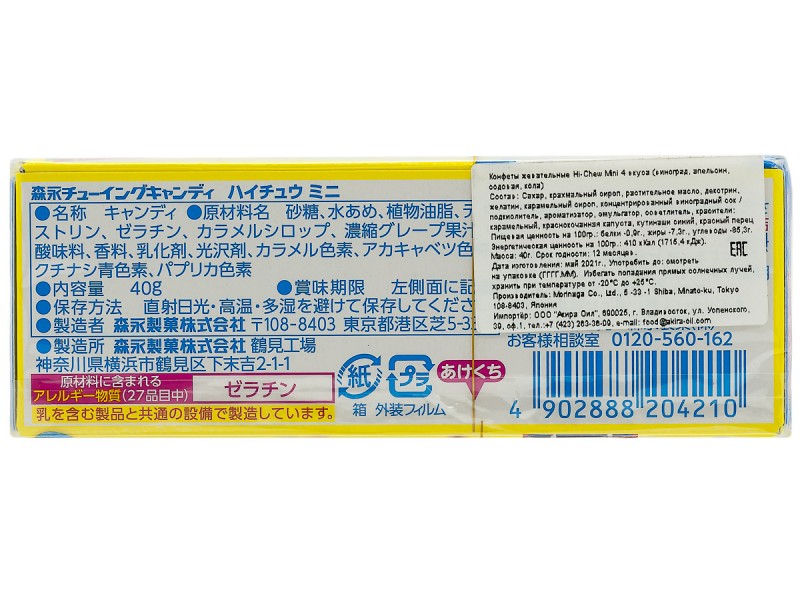 森永チューイングキャンディ ハイチュウ ミニ
●名称 キャンディ ●原材料名 砂糖、水あめ、植物油脂、デ
ストリン、ゼラチン、カラメルシロップ、濃縮グレープ果汁
酸味料、香料、乳化剤、光沢剤、カラメル色素、アカキャベツ色
クチナシ青色素、パプリカ色素
●内容量 40g ●賞味期限 左側面に記
●保存方法 直射日光・高温・多湿を避けて保存してくださ
●製造者 森永製菓株式会社 〒108-8403 東京都港区芝5-33
●製造所 森永製菓株式会社 鶴見工場
神奈川県横浜市鶴見区下末吉2-1-1
原材料に含まれる
アレルギー物質(27品目中)
ゼラチン
乳を含む製品と共通の設備で製造しています。
紙
箱
プラ
外装フィルム
あけくち
Конфеты жевательные Hi-Chew Mini 4 вкуса (виноград, апельсин,
содовая, кола)
Состав: Сахар, крахмальный сироп, растительное масло, декстрин,
желатин, карамельный сироп, концентрированный виноградный сок /
подкислитель, ароматизатор, эмульгатор, осветлитель, красители:
карамельный, краснокочанная капуста, кутинаши синий, красный перец
Пищевая ценность на 100гр.: белки -0,9г., жиры -7,3г., углеводы -85,3г.
Энергетическая ценность на 100гр.: 410 кКал (1715,4 кДж).
Масса: 40г. Срок годности: 12 месяцев.
Дата изготовления: май 2021г. Употребить до: смотреть
на упаковке (ГГГГ.ММ). Избегать попадания прямых солнечных лучей,
хранить при температуре от -20°С до +25°С.
Производитель: Morinaga Co., Ltd., 5 -33 -1 Shiba, Minato-ku, Tokyo
108-8403, Япония
Импортёр: ООО "Акира Оил", 690025, г. Владивосток, ул. Успенского,
39, оф.1, тел.:+7 (423) 263-36-09, e-mail: food@akira-oil.com
EAC
お客様相談室 0120-560-162
4 902888 204210